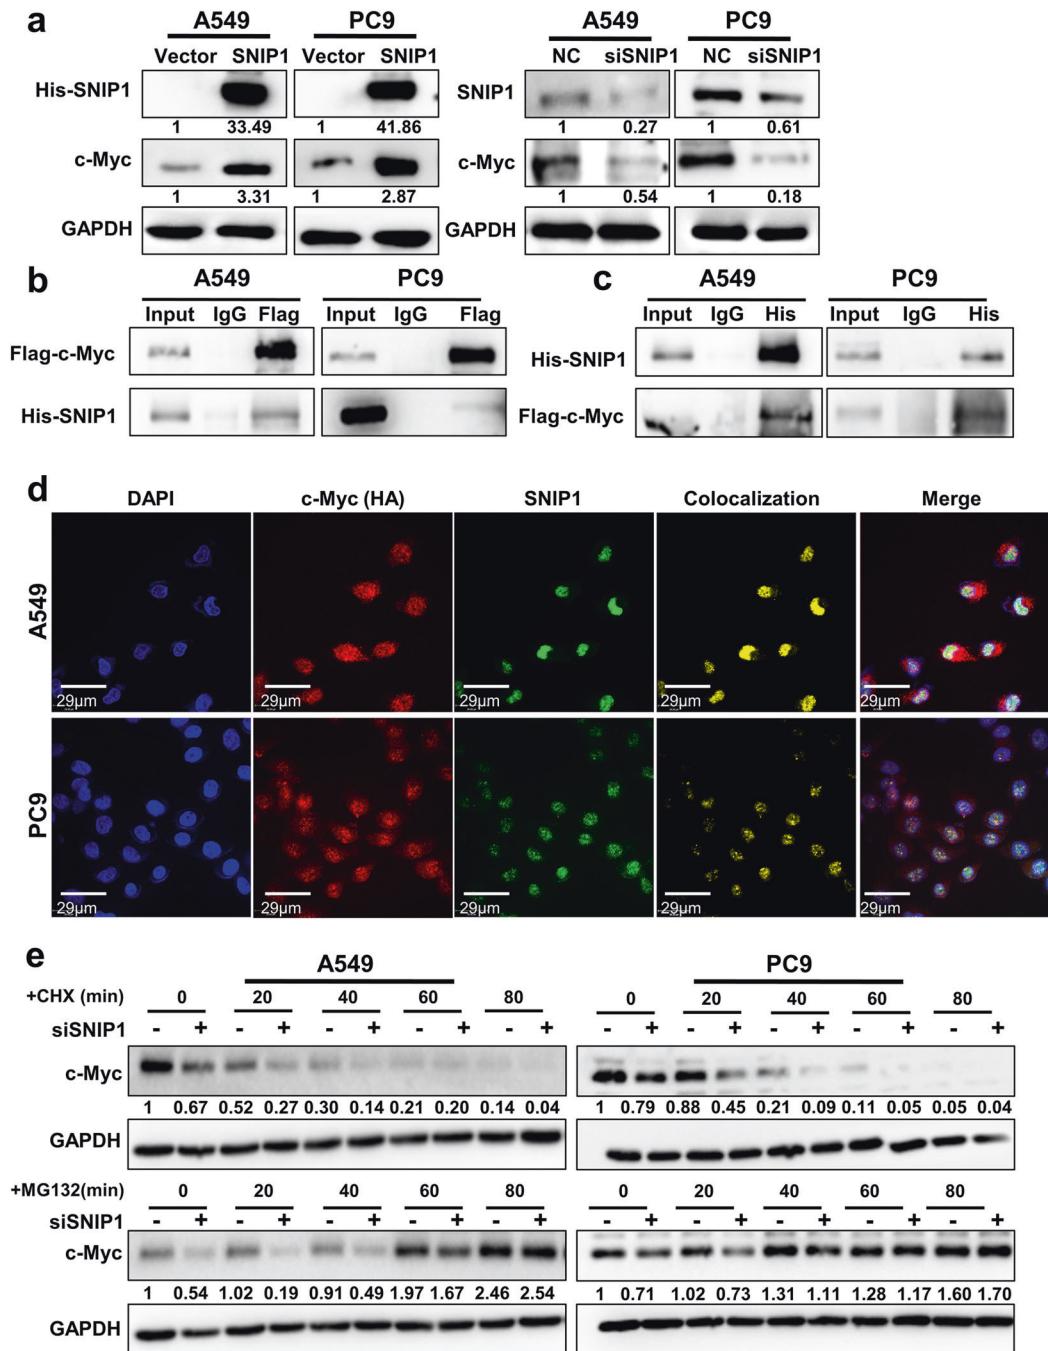 a
A549 PC9 A549 PC9
Vector SNIP1 Vector SNIP1 NC siSNIP1 NC siSNIP1
His-SNIP1 SNIP1
1 33.49 1 41.86 1 0.27 1 0.61
c-Myc c-Myc
1 3.31 1 2.87 1 0.54 1 0.18
GAPDH GAPDH
b
A549 PC9
Input IgG Flag Input IgG Flag
Flag-c-Myc
His-SNIP1
c
A549 PC9
Input IgG His Input IgG His
His-SNIP1
Flag-c-Myc
d
DAPI c-Myc (HA) SNIP1 Colocalization Merge
A549
29μm 29μm 29μm 29μm 29μm
PC9
29μm 29μm 29μm 29μm 29μm
e
A549 PC9
+CHX (min) 0 20 40 60 80 0 20 40 60 80
siSNIP1 - + - + - + - + - + - + - + - + - + - +
c-Myc
1 0.67 0.52 0.27 0.30 0.14 0.21 0.20 0.14 0.04 1 0.79 0.88 0.45 0.21 0.09 0.11 0.05 0.05 0.04
GAPDH
+MG132(min) 0 20 40 60 80 0 20 40 60 80
siSNIP1 - + - + - + - + - + - + - + - + - + - +
c-Myc
1 0.54 1.02 0.19 0.91 0.49 1.97 1.67 2.46 2.54 1 0.71 1.02 0.73 1.31 1.11 1.28 1.17 1.60 1.70
GAPDH